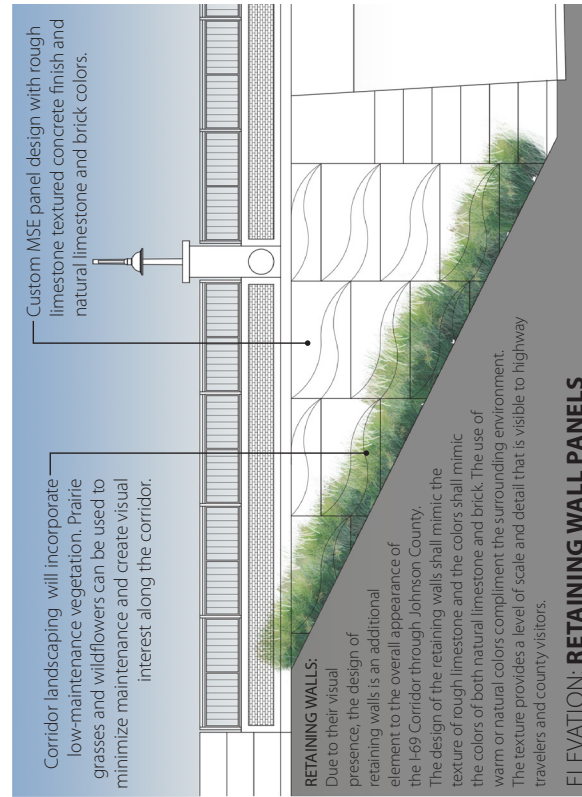 Corridor landscaping will incorporate
low-maintenance vegetation. Prairie
grasses and wildflowers can be used to
minimize maintenance and create visual
interest along the corridor.
Custom MSE panel design with rough
limestone textured concrete finish and
natural limestone and brick colors.
RETAINING WALLS:
Due to their visual
presence, the design of
retaining walls is an additional
element to the overall appearance of
the I-69 Corridor through Johnson County.
The design of the retaining walls shall mimic the
texture of rough limestone and the colors shall mimic
the colors of both natural limestone and brick. The use of
warm or natural colors compliment the surrounding environment.
The texture provides a level of scale and detail that is visible to highway
travelers and county visitors.
ELEVATION: RETAINING WALL PANELS